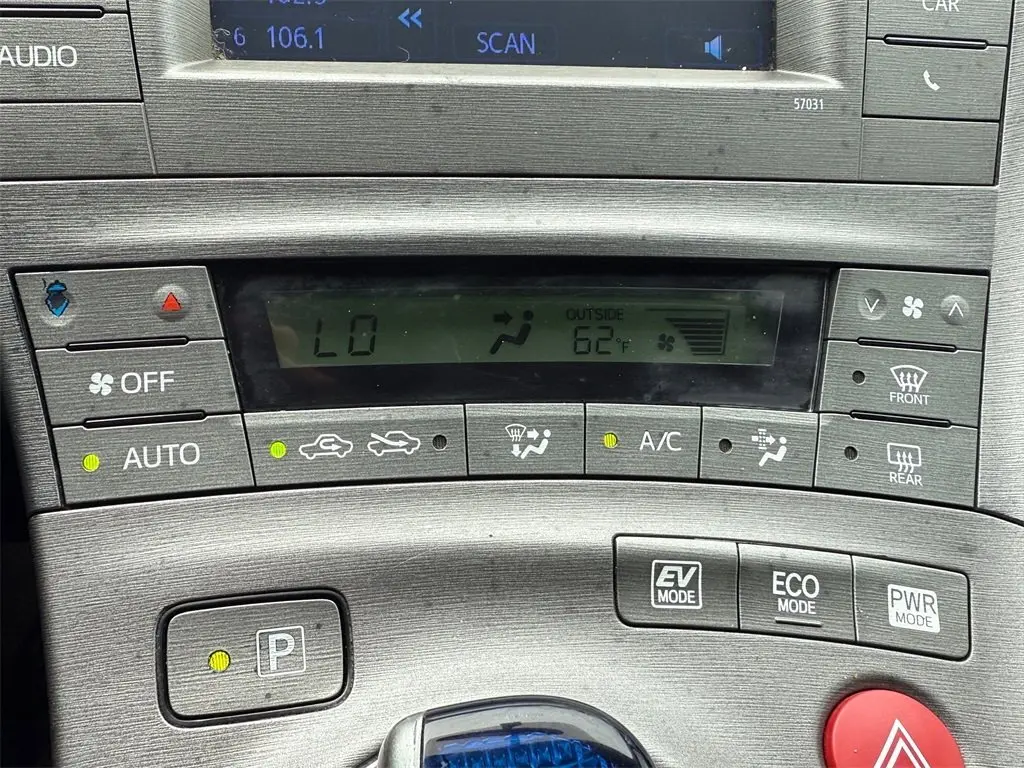 6 106.1
SCAN
CAR
AUDIO
57031
LO
OUTSIDE
62°F
OFF
FRONT
AUTO
A/C
REAR
EV
MODE
ECO
MODE
PWR
MODE
P